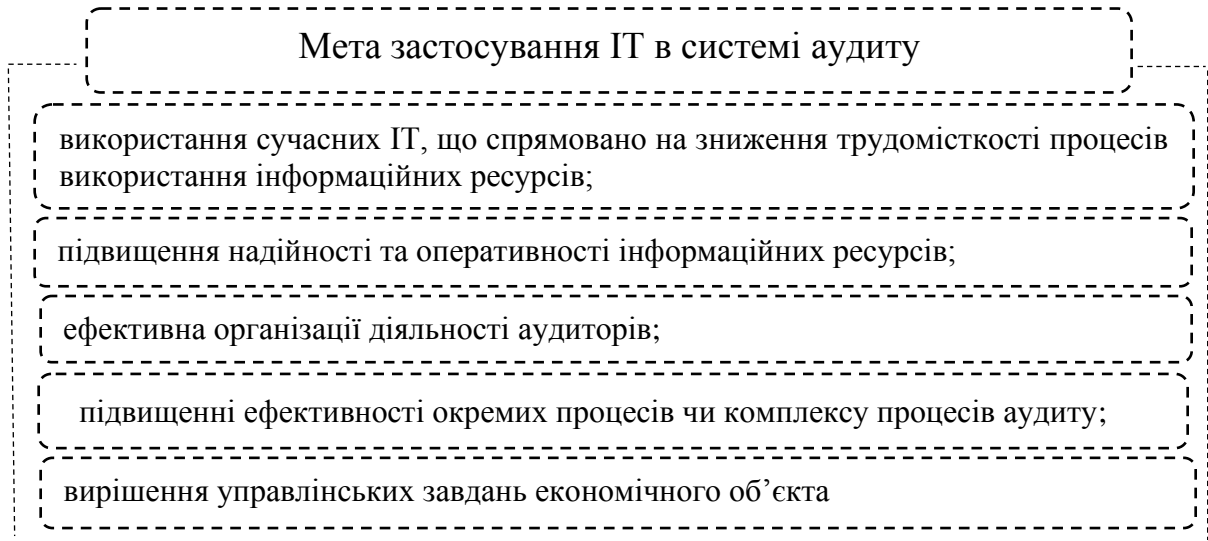 Мета застосування ІТ в системі аудиту
використання сучасних ІТ, що спрямовано на зниження трудомісткості процесів
використання інформаційних ресурсів;
підвищення надійності та оперативності інформаційних ресурсів;
ефективна організації діяльності аудиторів;
підвищенні ефективності окремих процесів чи комплексу процесів аудиту;
вирішення управлінських завдань економічного об’єкта